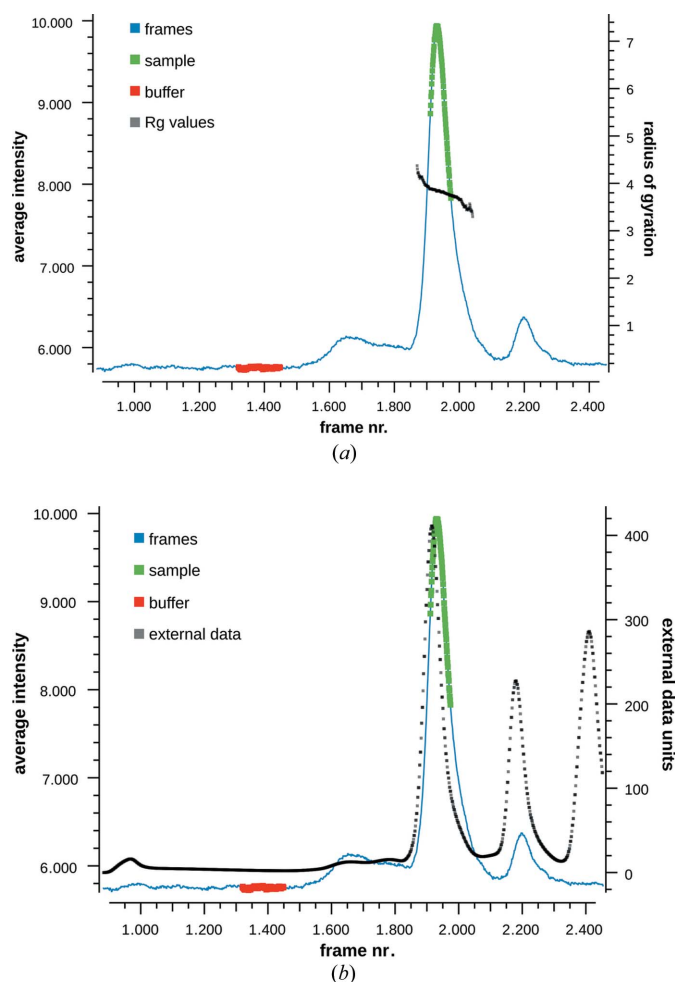 10.000
9.000
8.000
7.000
6.000
average intensity
frames
sample
buffer
Rg values
7
6
5
4
3
2
1
radius of gyration
1.000 1.200 1.400 1.600 1.800 2.000 2.200 2.400
frame nr.
(a)
10.000
9.000
8.000
7.000
6.000
average intensity
frames
sample
buffer
external data
400
300
200
100
0
external data units
1.000 1.200 1.400 1.600 1.800 2.000 2.200 2.400
frame nr.
(b)